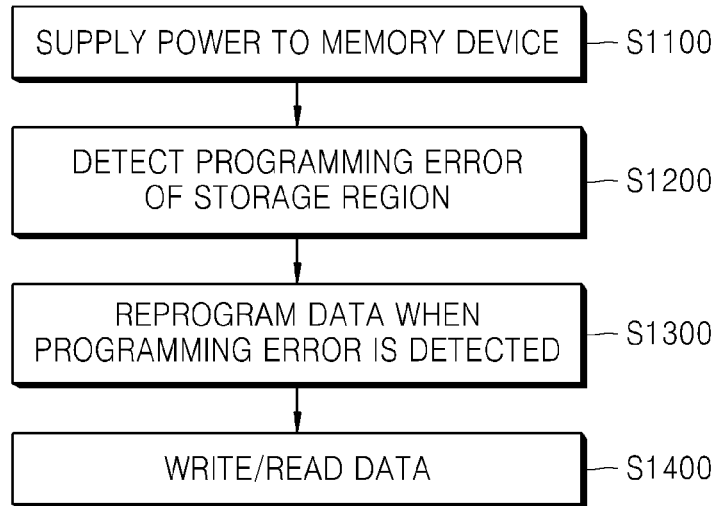 SUPPLY POWER TO MEMORY DEVICE S1100
DETECT PROGRAMMING ERROR
OF STORAGE REGION S1200
REPROGRAM DATA WHEN
PROGRAMMING ERROR IS DETECTED S1300
WRITE/READ DATA S1400